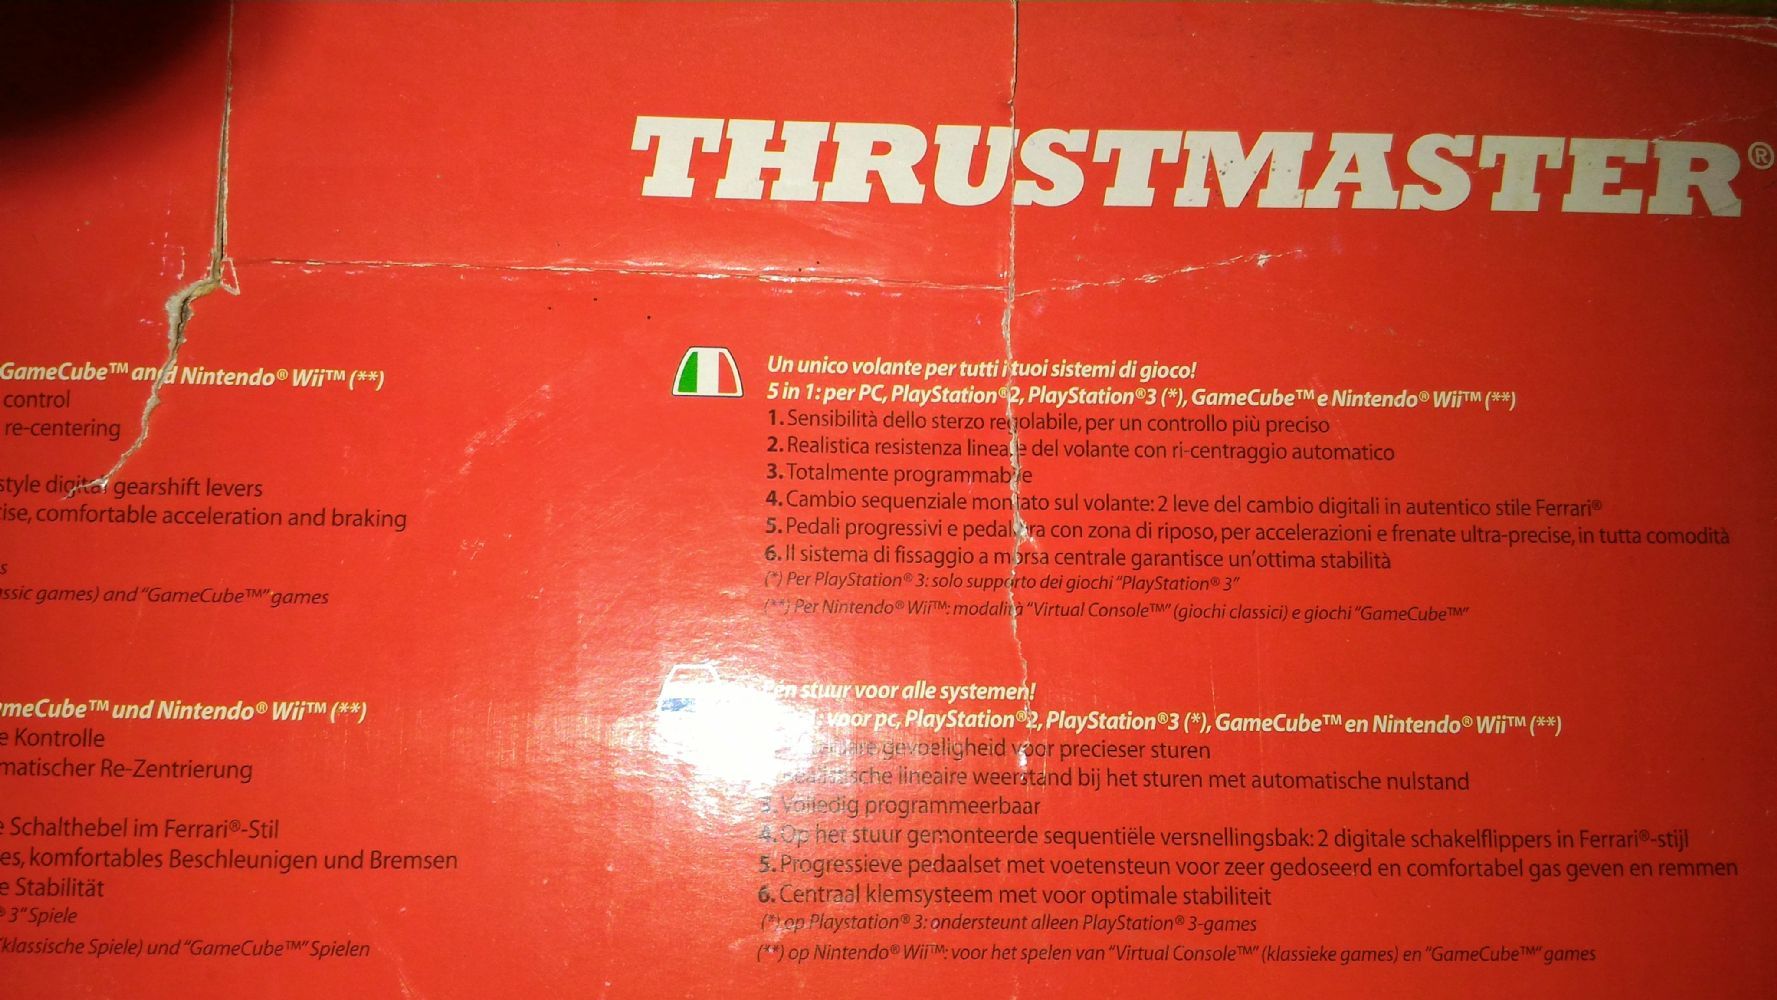 THRUSTMASTER®
GameCube™ and Nintendo® Wii™ (**)
control
re-centering
style digital gearshift levers
ise, comfortable acceleration and braking
s
ssic games) and "GameCube™" games
Un unico volante per tutti i tuoi sistemi di gioco!
5 in 1: per PC, PlayStation®2, PlayStation®3 (*), GameCube™ e Nintendo® Wii™ (**)
1. Sensibilità dello sterzo regolabile, per un controllo più preciso
2. Realistica resistenza lineare del volante con ri-centraggio automatico
3. Totalmente programmabile
4. Cambio sequenziale montato sul volante: 2 leve del cambio digitali in autentico stile Ferrari®
5. Pedali progressivi e pedaliera con zona di riposo, per accelerazioni e frenate ultra-precise, in tutta comodità
6. Il sistema di fissaggio a morsa centrale garantisce un'ottima stabilità
(*) Per PlayStation® 3: solo supporto dei giochi "PlayStation® 3"
(**) Per Nintendo® Wii™: modalità "Virtual Console™" (giochi classici) e giochi "GameCube™"
meCube™ und Nintendo® Wii™ (**)
e Kontrolle
matischer Re-Zentrierung
e Schalthebel im Ferrari®-Stil
es, komfortables Beschleunigen und Bremsen
e Stabilität
® 3" Spiele
(klassische Spiele) und "GameCube™" Spielen
én stuur voor alle systemen!
: voor pc, PlayStation®2, PlayStation®3 (*), GameCube™ en Nintendo® Wii™ (**)
gevoeligheid voor precieser sturen
lineaire weerstand bij het sturen met automatische nulstand
3. Volledig programmeerbaar
4. Op het stuur gemonteerde sequentiële versnellingsbak: 2 digitale schakelflippers in Ferrari®-stijl
5. Progressieve pedaalset met voetensteun voor zeer gedoseerd en comfortabel gas geven en remmen
6. Centraal klemsysteem met voor optimale stabiliteit
(*) op Playstation® 3: ondersteunt alleen PlayStation® 3-games
(**) op Nintendo® Wii™: voor het spelen van "Virtual Console™" (klassieke games) en "GameCube™" games